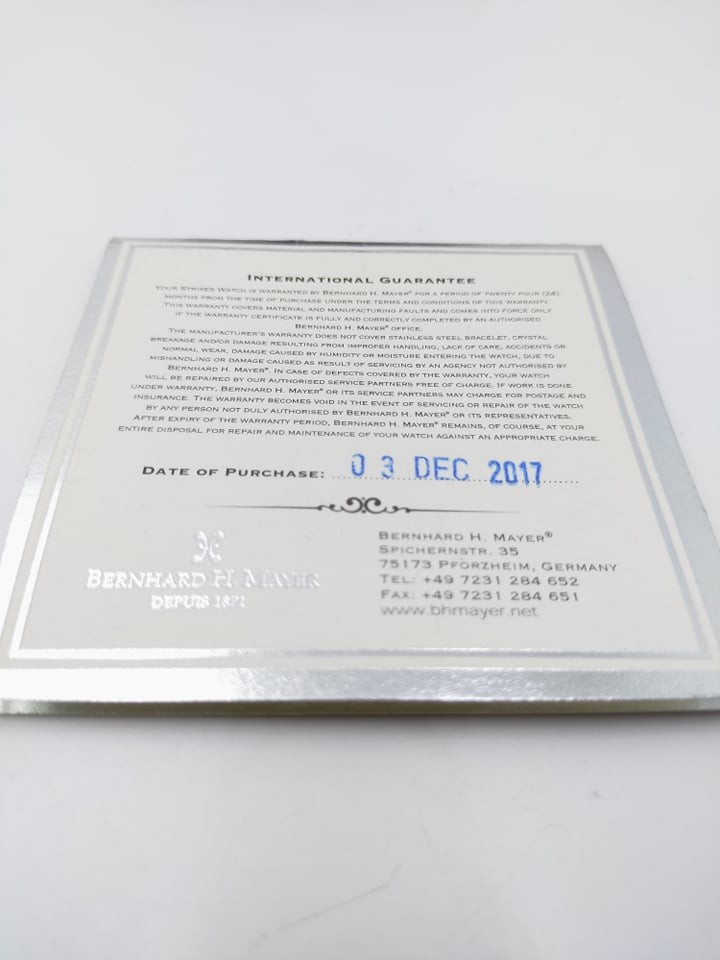 INTERNATIONAL GUARANTEE
YOUR STRIKER WATCH IS WARRANTED BY BERNHARD H. MAYER® FOR A PERIOD OF TWENTY FOUR (24)
MONTHS FROM THE TIME OF PURCHASE UNDER THE TERMS AND CONDITIONS OF THIS WARRANTY.
THIS WARRANTY COVERS MATERIAL AND MANUFACTURING FAULTS AND COMES INTO FORCE ONLY
IF THE WARRANTY CERTIFICATE IS FULLY AND CORRECTLY COMPLETED BY AN AUTHORISED
BERNHARD H. MAYER® OFFICE.
THE MANUFACTURER'S WARRANTY DOES NOT COVER STAINLESS STEEL BRACELET, CRYSTAL
BREAKAGE AND/OR DAMAGE RESULTING FROM IMPROPER HANDLING, LACK OF CARE, ACCIDENTS OR
NORMAL WEAR, DAMAGE CAUSED BY HUMIDITY OR MOISTURE ENTERING THE WATCH, DUE TO
MISHANDLING OR DAMAGE CAUSED AS RESULT OF SERVICING BY AN AGENCY NOT AUTHORISED BY
BERNHARD H. MAYER®. IN CASE OF DEFECTS COVERED BY THE WARRANTY, YOUR WATCH
WILL BE REPAIRED BY OUR AUTHORISED SERVICE PARTNERS FREE OF CHARGE. IF WORK IS DONE
UNDER WARRANTY, BERNHARD H. MAYER® OR ITS SERVICE PARTNERS MAY CHARGE FOR POSTAGE AND
INSURANCE. THE WARRANTY BECOMES VOID IN THE EVENT OF SERVICING OR REPAIR OF THE WATCH
BY ANY PERSON NOT DULY AUTHORISED BY BERNHARD H. MAYER® OR ITS REPRESENTATIVES.
AFTER EXPIRY OF THE WARRANTY PERIOD, BERNHARD H. MAYER® REMAINS, OF COURSE, AT YOUR
ENTIRE DISPOSAL FOR REPAIR AND MAINTENANCE OF YOUR WATCH AGAINST AN APPROPRIATE CHARGE.
DATE OF PURCHASE: 03 DEC 2017
BERNHARD H. MAYER
DEPUIS 1871
BERNHARD H. MAYER®
SPICHERNSTR. 35
75173 PFORZHEIM, GERMANY
TEL: +49 7231 284 652
FAX: +49 7231 284 651
www.bhmayer.net